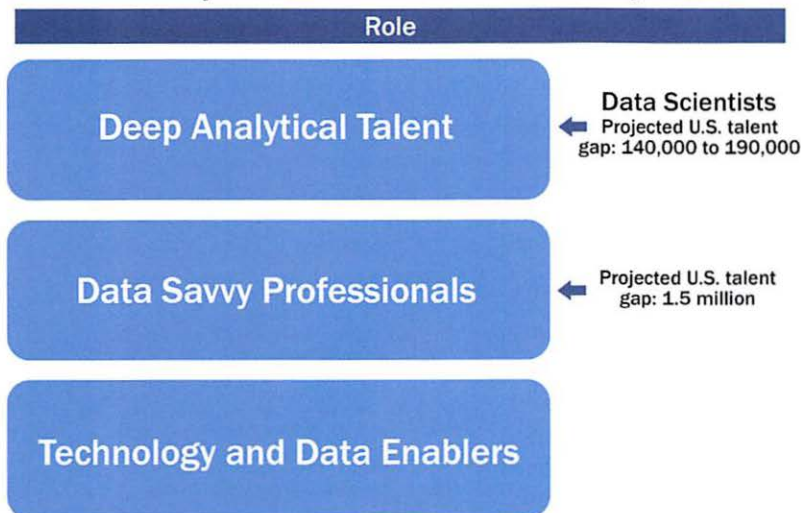 Role
Deep Analytical Talent
Data Scientists
Projected U.S. talent
gap: 140,000 to 190,000
Data Savvy Professionals
Projected U.S. talent
gap: 1.5 million
Technology and Data Enablers